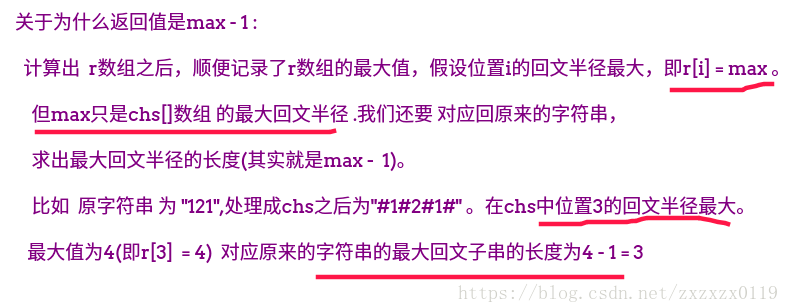 关于为什么返回值是max - 1 :
计算出 r数组之后，顺便记录了r数组的最大值，假设位置i的回文半径最大，即r[i] = max 。
但max只是chs[]数组 的最大回文半径 .我们还要 对应回原来的字符串，
求出最大回文半径的长度(其实就是max - 1)。
比如 原字符串 为 "121",处理成chs之后为"#1#2#1#" 。在chs中位置3的回文半径最大。
最大值为4(即r[3] = 4) 对应原来的字符串的最大回文子串的长度为4 - 1 = 3
https://blog.csdn.net/zxzxzx0119